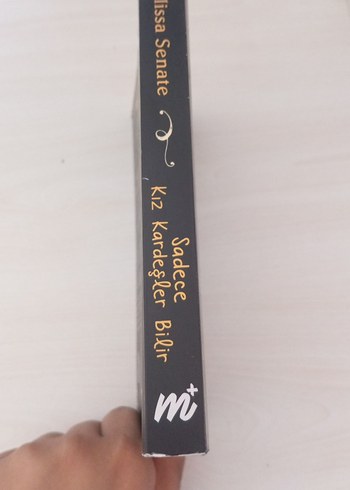 lissa Senate
Sadece
Kız Kardeşler Bilir
m+